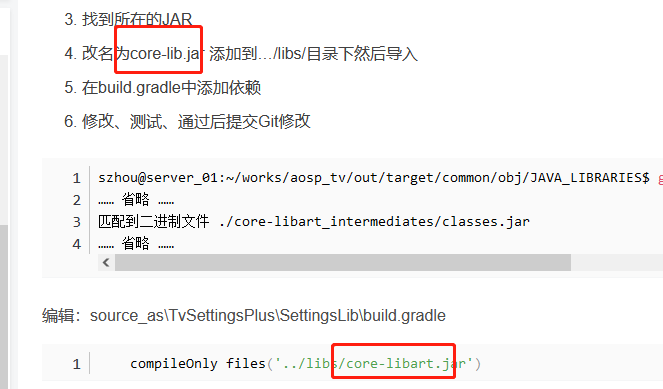 3. 找到所在的JAR
4. 改名为core-lib.jar 添加到…/libs/目录下然后导入
5. 在build.gradle中添加依赖
6. 修改、测试、通过后提交Git修改
1 szhou@server_01:~/works/aosp_tv/out/target/common/obj/JAVA_LIBRARIES$ g
2 …… 省略 ……
3 匹配到二进制文件 ./core-libart_intermediates/classes.jar
4 …… 省略 ……
编辑：source_as\TvSettingsPlus\SettingsLib\build.gradle
1 compileOnly files('../libs/core-libart.jar')